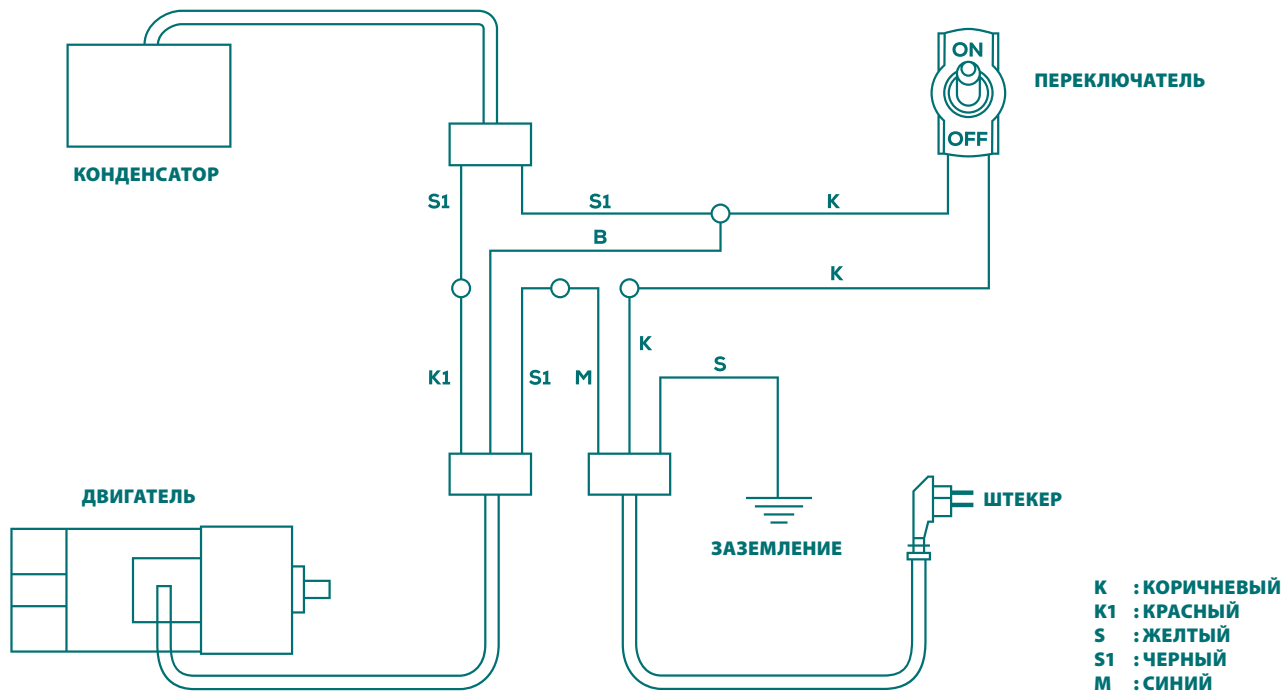 ON
ПЕРЕКЛЮЧАТЕЛЬ
OFF
КОНДЕНСАТОР
S1
S1
K
B
K
K
S
K1
S1
M
ДВИГАТЕЛЬ
ШТЕКЕР
ЗАЗЕМЛЕНИЕ
K : КОРИЧНЕВЫЙ
K1 : КРАСНЫЙ
S : ЖЕЛТЫЙ
S1 : ЧЕРНЫЙ
M : СИНИЙ